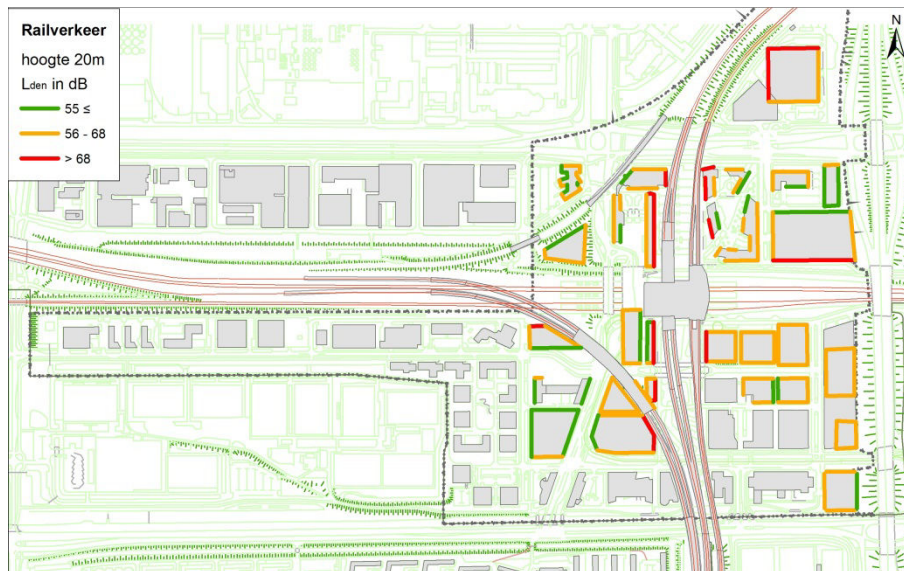 Railverkeer
hoogte 20m
Lden in dB
55 ≤
56 - 68
> 68
N